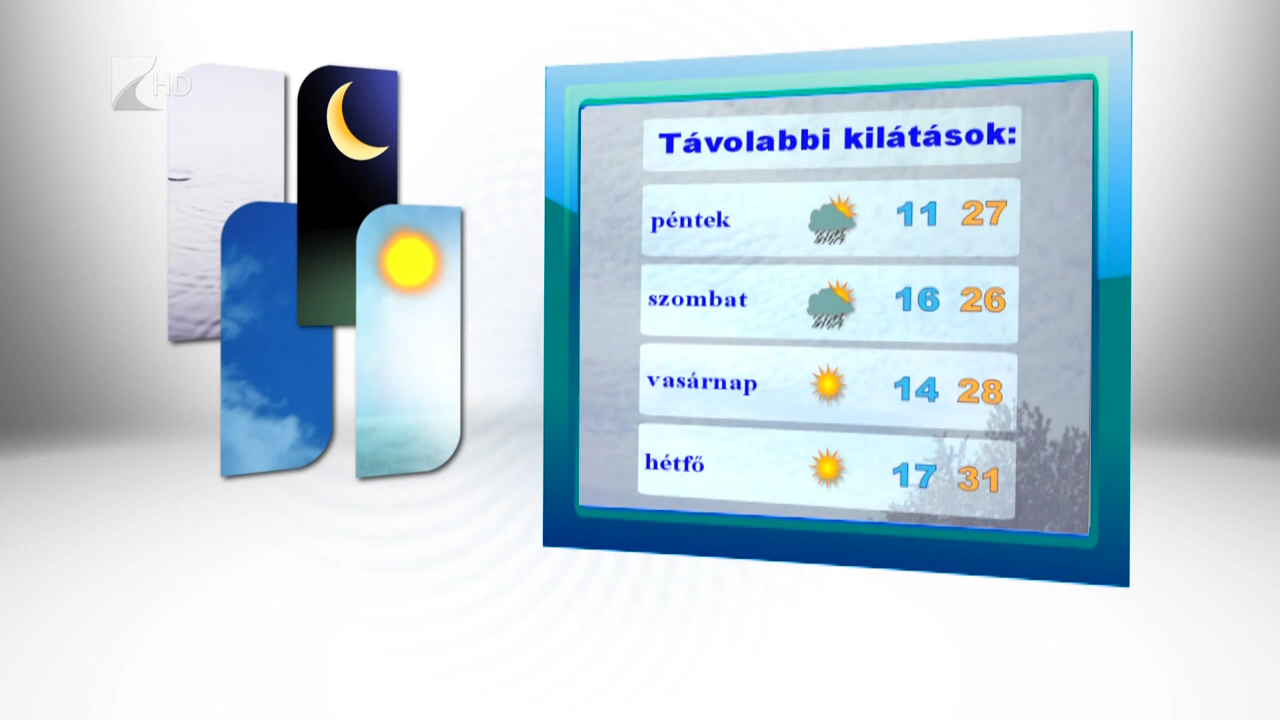 HD
Távolabbi kilátások:
péntek 11 27
szombat 16 26
vasárnap 14 28
hétfő 17 31